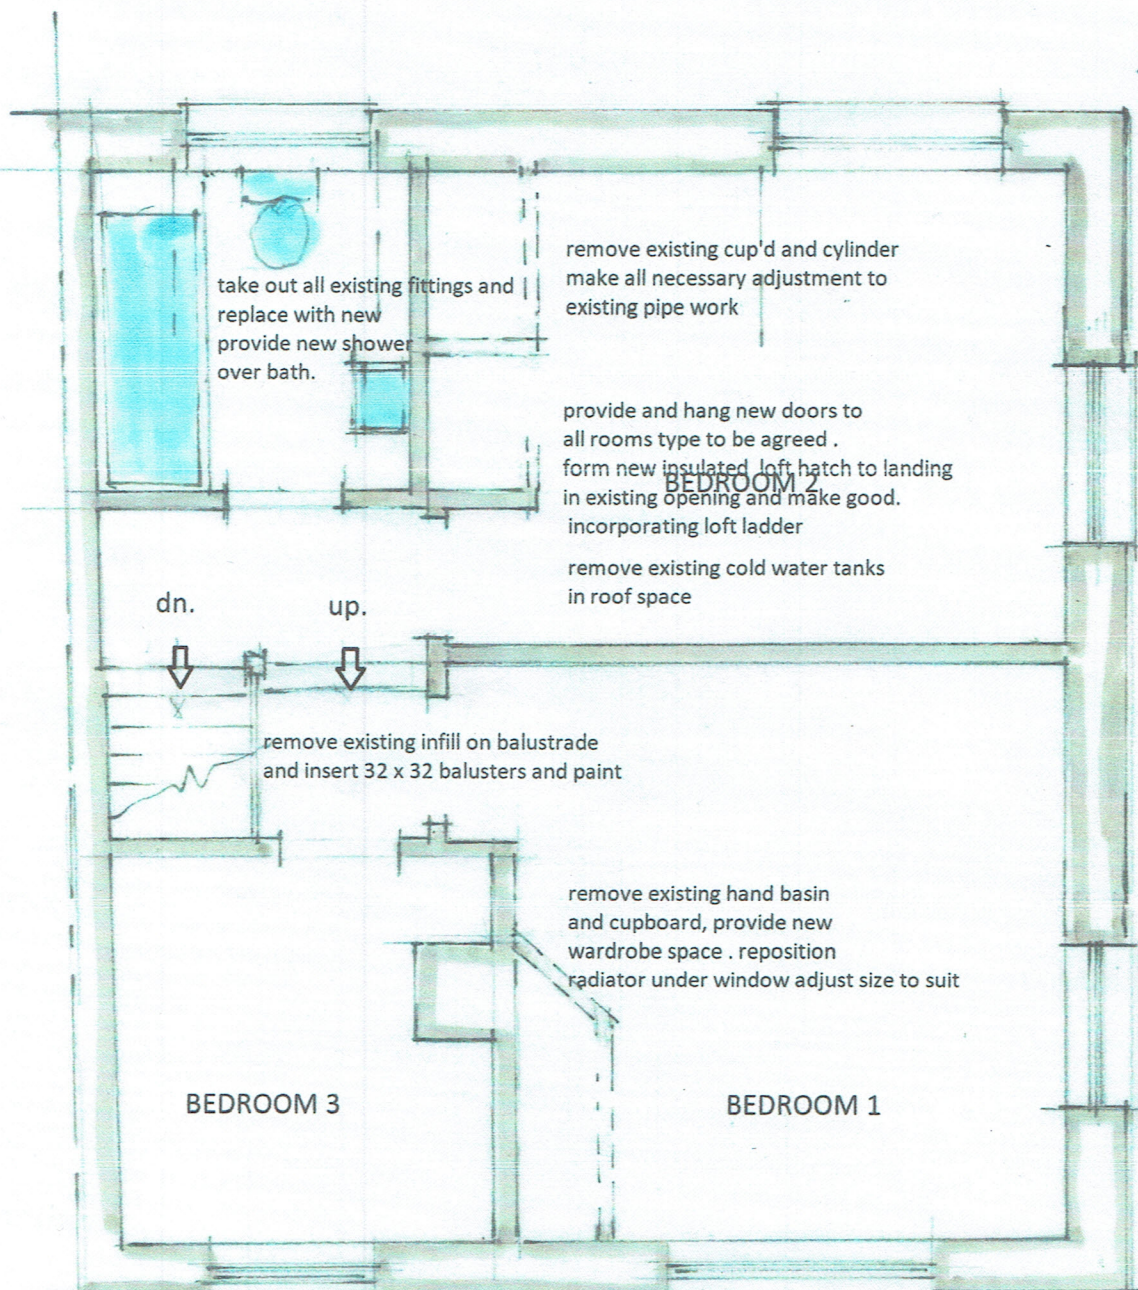 remove existing cup'd and cylinder
make all necessary adjustment to
existing pipe work
take out all existing fittings and
replace with new
provide new shower
over bath.
provide and hang new doors to
all rooms type to be agreed .
form new insulated loft hatch to landing
BEDROOM 2
in existing opening and make good.
incorporating loft ladder
remove existing cold water tanks
in roof space
dn.
up.
remove existing infill on balustrade
and insert 32 x 32 balusters and paint
remove existing hand basin
and cupboard, provide new
wardrobe space . reposition
radiator under window adjust size to suit
BEDROOM 3
BEDROOM 1